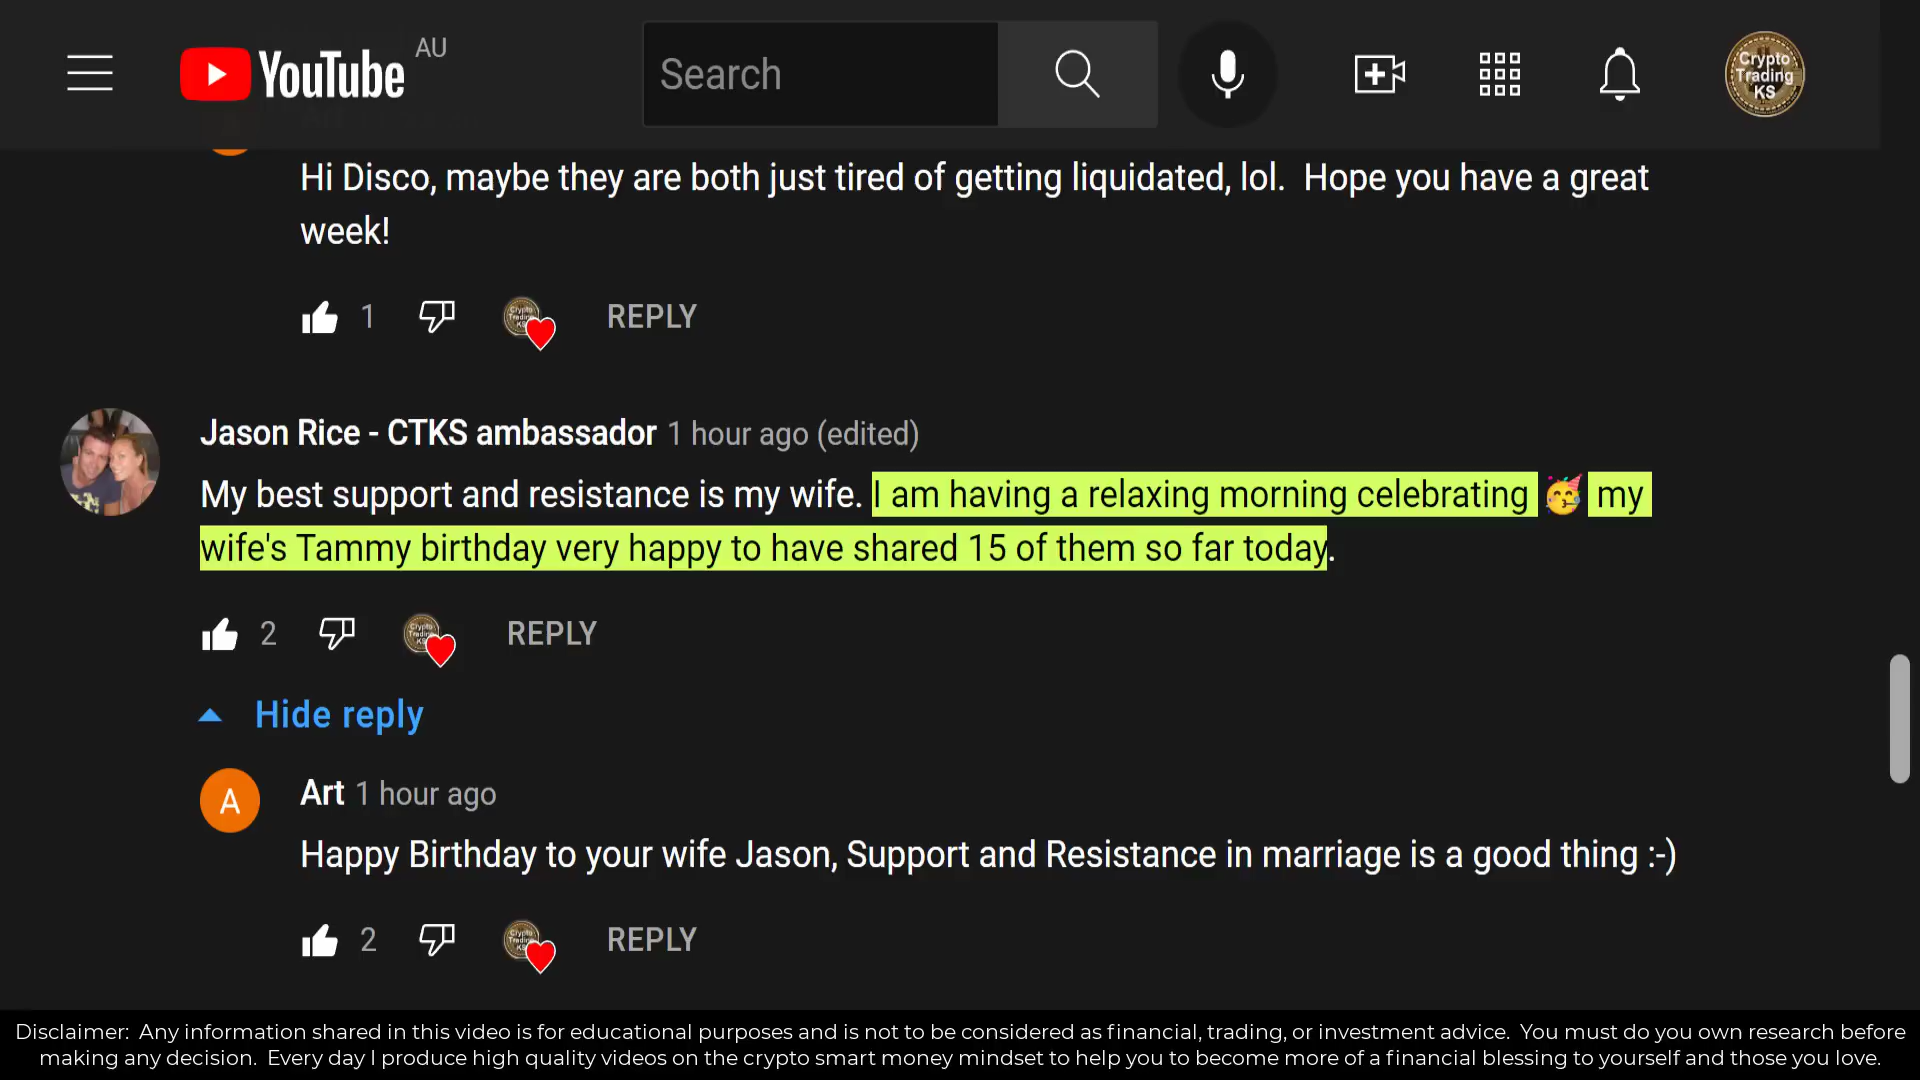 YouTube AU
Search
Crypto
Trading
KS
Hi Disco, maybe they are both just tired of getting liquidated, lol.  Hope you have a great
week!
1
REPLY
Jason Rice - CTKS ambassador 1 hour ago (edited)
My best support and resistance is my wife. I am having a relaxing morning celebrating 🥳 my
wife's Tammy birthday very happy to have shared 15 of them so far today.
2
REPLY
Hide reply
A
Art 1 hour ago
Happy Birthday to your wife Jason, Support and Resistance in marriage is a good thing :-)
2
REPLY
Disclaimer:  Any information shared in this video is for educational purposes and is not to be considered as financial, trading, or investment advice.  You must do you own research before
making any decision.  Every day I produce high quality videos on the crypto smart money mindset to help you to become more of a financial blessing to yourself and those you love.